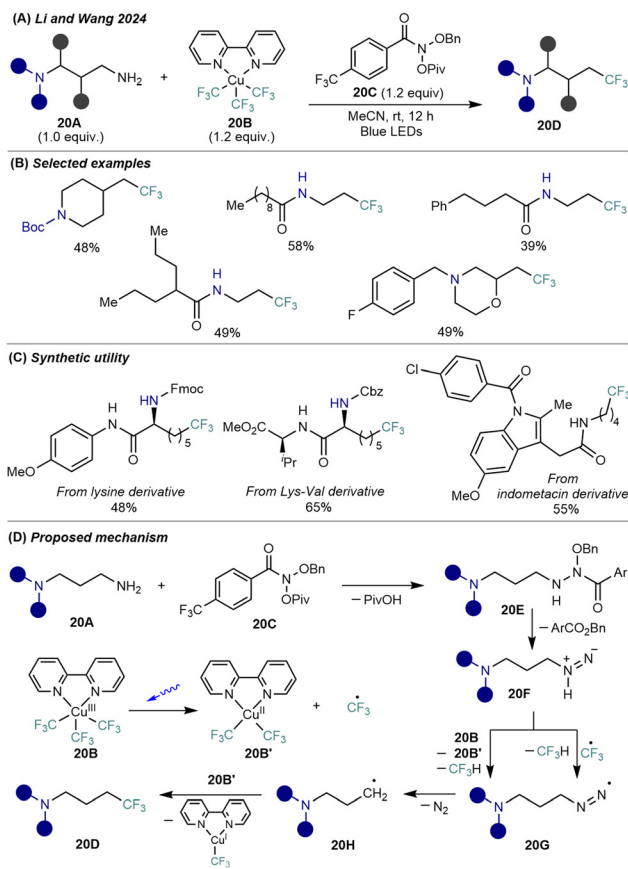 (A) Li and Wang 2024
N
NH2
20A
(1.0 equiv.)
+
N N
Cu
F3C CF3
CF3
20B
(1.2 equiv.)
O
N OBn
OPiv
F3C
20C (1.2 equiv)
MeCN, rt, 12 h
Blue LEDs
N
CF3
20D
(B) Selected examples
CF3
N
Boc
48%
Me ( )8 O H N CF3
58%
Ph O H N CF3
39%
Me
Me O H N CF3
49%
F N O CF3
49%
(C) Synthetic utility
MeO H N O HN Fmoc ( )5 CF3
From lysine derivative
48%
MeO2C iPr H N O HN Cbz ( )5 CF3
From Lys-Val derivative
65%
Cl O N Me MeO O HN ( )4 CF3
From
indometacin derivative
55%
(D) Proposed mechanism
N NH2
20A
+
F3C O N OBn
OPiv
20C
– PivOH
N N H N OBn O Ar
20E
– ArCO2Bn
N N+ H N–
20F
N N
CuIII
F3C CF3
CF3
20B
N N
CuII
F3C CF3
20B'
+
CF3
20B
– 20B'
– CF3H
– CF3H
CF3
N N N
20G
– N2
N CH2
20H
20B'
–
N N
CuI
CF3
N CF3
20D